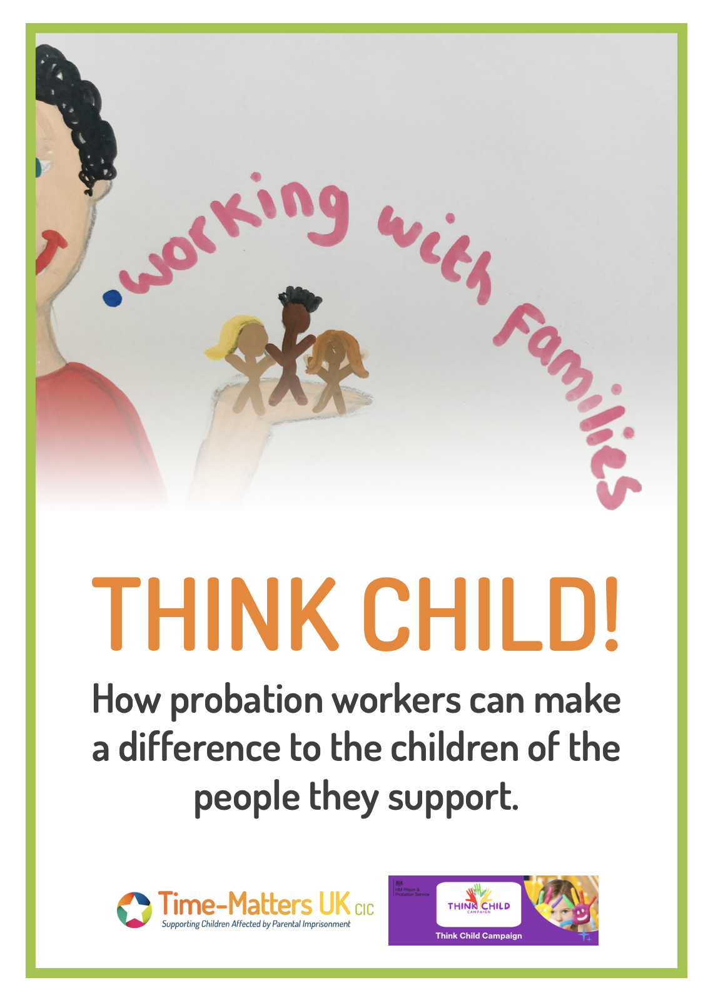 working with families
THINK CHILD!
How probation workers can make
a difference to the children of the
people they support.
Time-Matters UK CIC
Supporting Children Affected by Parental Imprisonment
HM Prison &
Probation Service
THINK CHILD
CAMPAIGN
Think Child Campaign